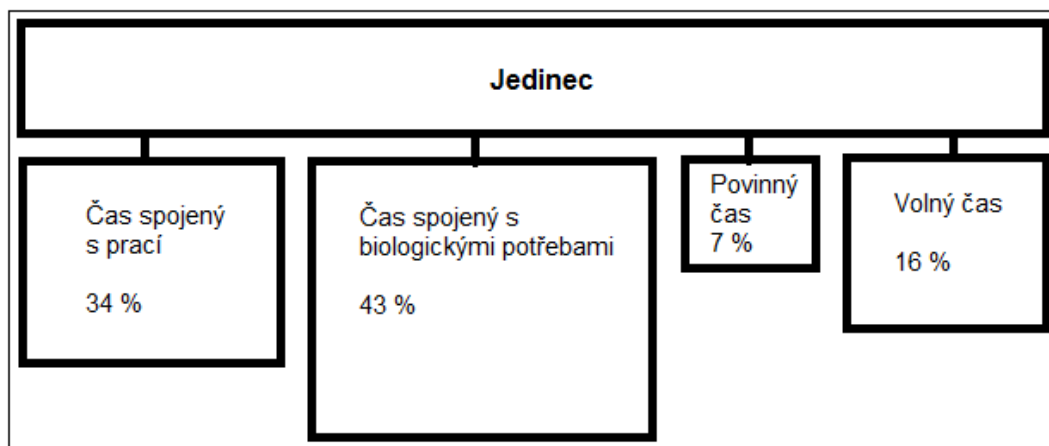 Jedinec
Čas spojený
s prací
34 %
Čas spojený s
biologickými potřebami
43 %
Povinný
čas
7 %
Volný čas
16 %